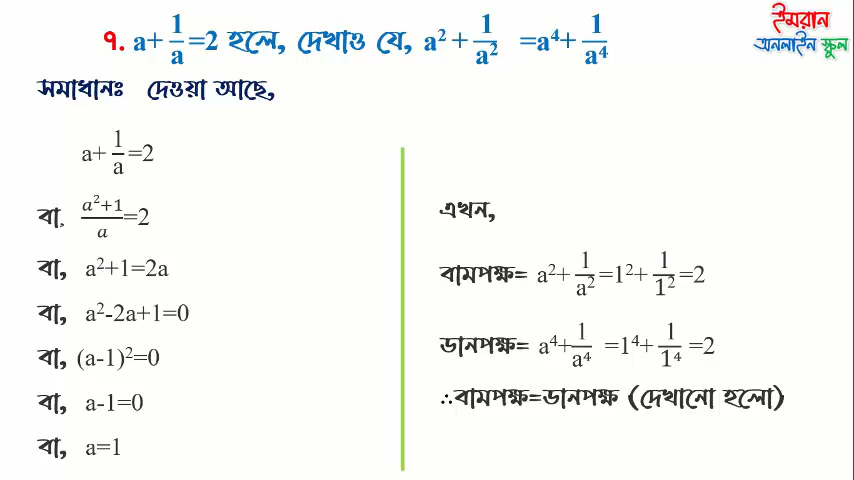 ৭. a+1/a=2 হলে, দেখাও যে, a²+1/a² =a⁴+1/a⁴
ইমরান
অনলাইন স্কুল
সমাধানঃ দেওয়া আছে,
a+1/a=2
বা, (a²+1)/a=2
বা, a²+1=2a
বা, a²-2a+1=0
বা, (a-1)²=0
বা, a-1=0
বা, a=1
এখন,
বামপক্ষ= a²+1/a²=1²+1/1²=2
ডানপক্ষ= a⁴+1/a⁴ =1⁴+1/1⁴ =2
∴বামপক্ষ=ডানপক্ষ (দেখানো হলো)